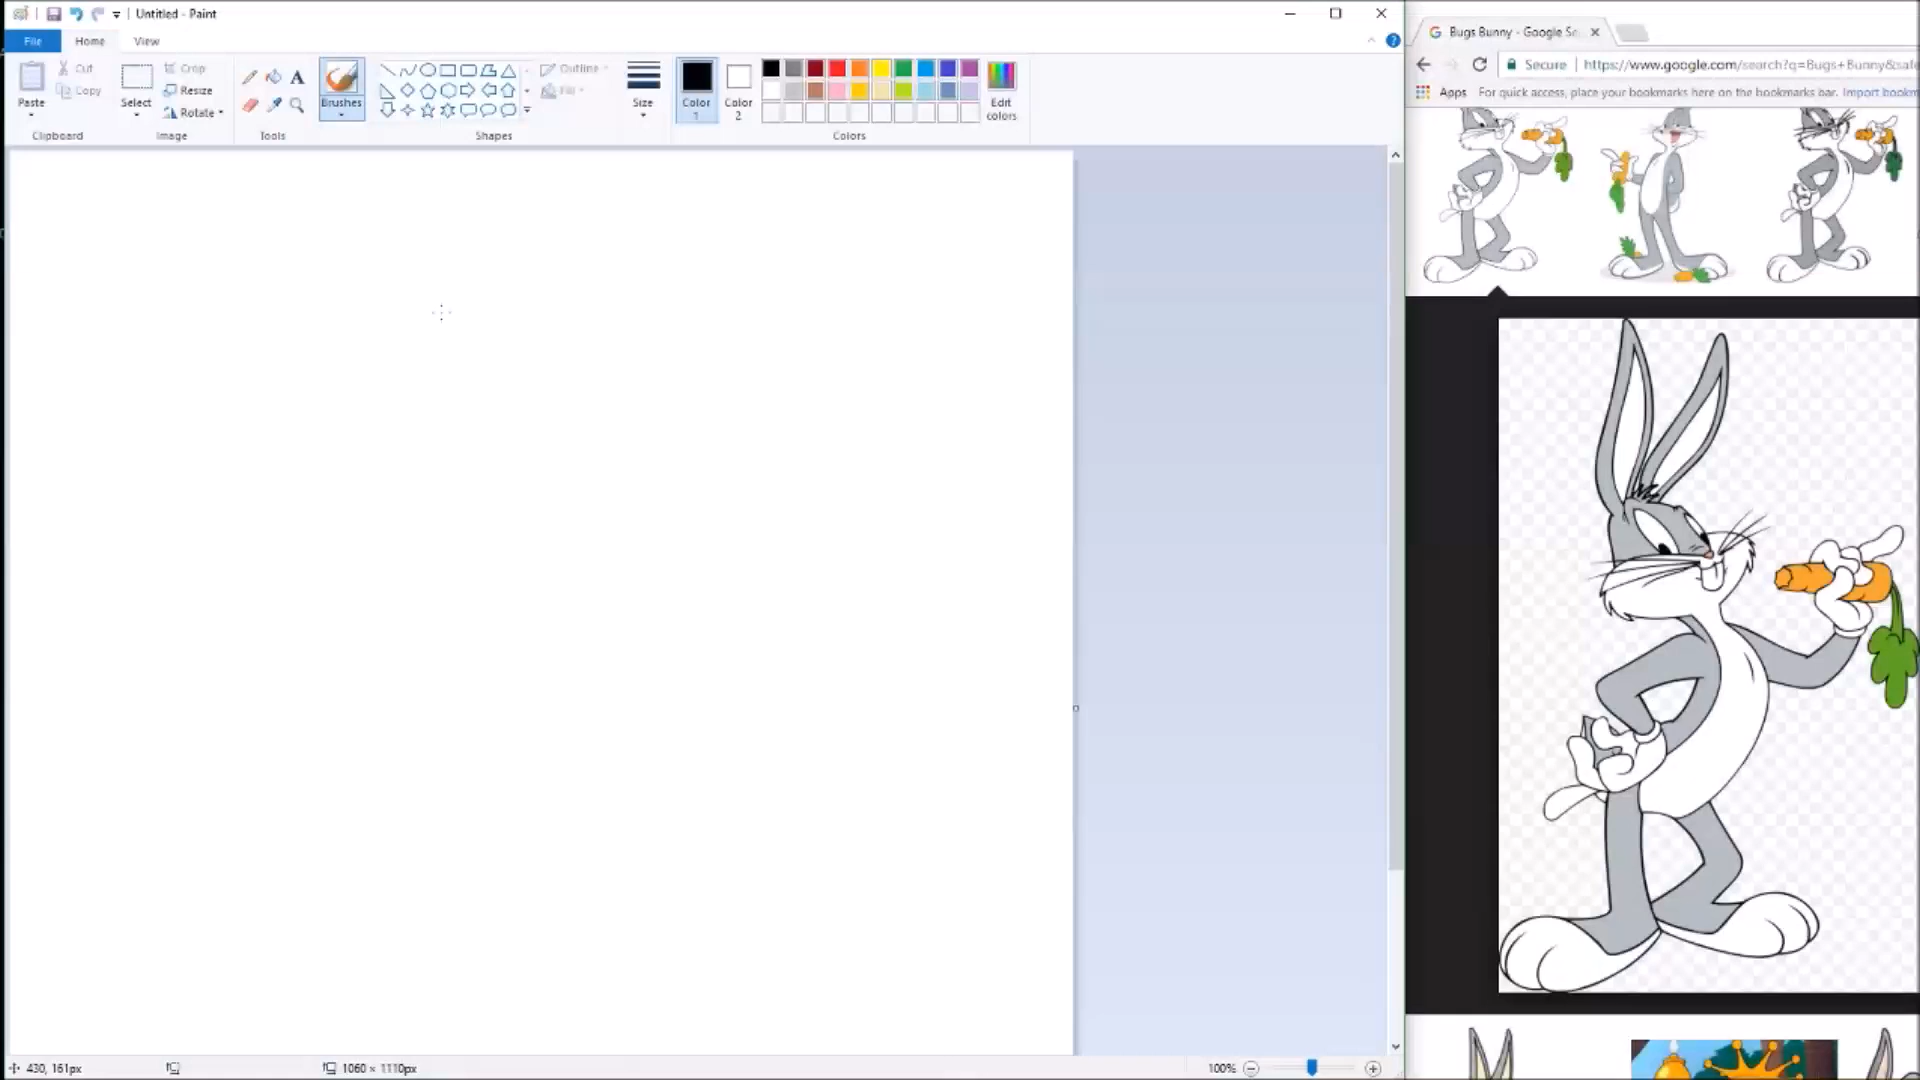 Untitled - Paint
File Home View
Paste
Cut
Copy
Clipboard
Select
Crop
Resize
Rotate
Image
A
Tools
Brushes
Shapes
Outline
Fill
Size
Color 1
Color 2
Edit colors
Colors
430, 161px
1060 × 1110px
100%
Bugs Bunny - Google Se
Secure https://www.google.com/search?q=Bugs+Bunny&safe
Apps For quick access, place your bookmarks here on the bookmarks bar. Import bookm